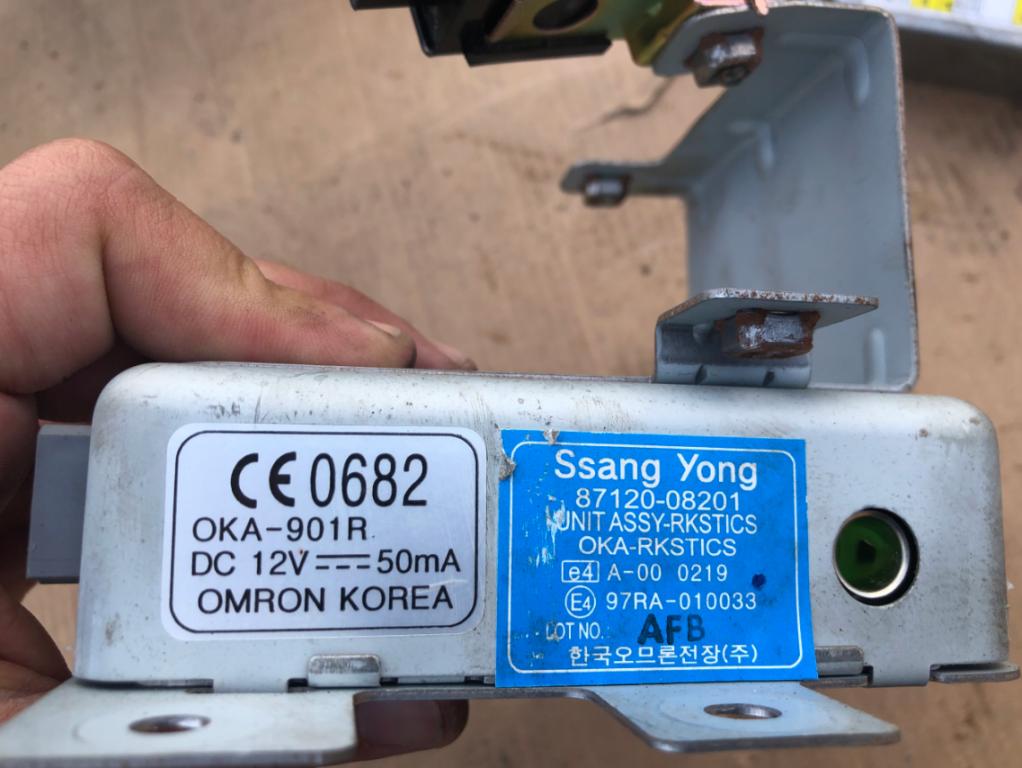 CE 0682
OKA-901R
DC 12V ⎓ 50mA
OMRON KOREA
Ssang Yong
87120-08201
UNIT ASSY-RKSTICS
OKA-RKSTICS
e4 A-00 0219
E4 97RA-010033
LOT NO. AFB
한국오므론전장(주)